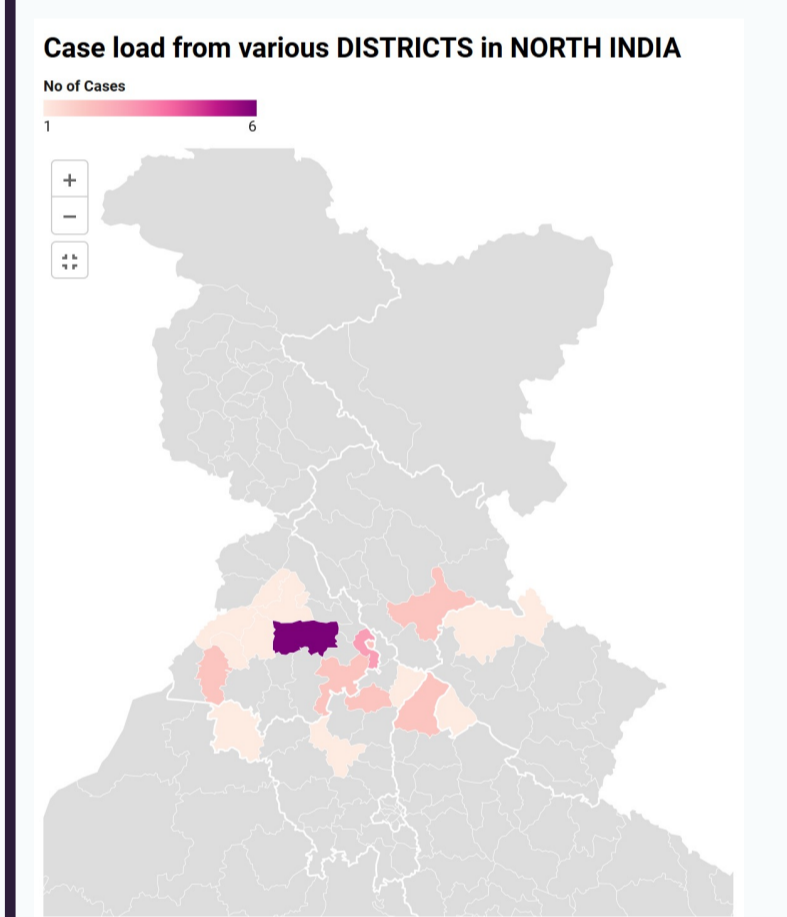 Case load from various DISTRICTS in NORTH INDIA
No of Cases
1 6
+
−